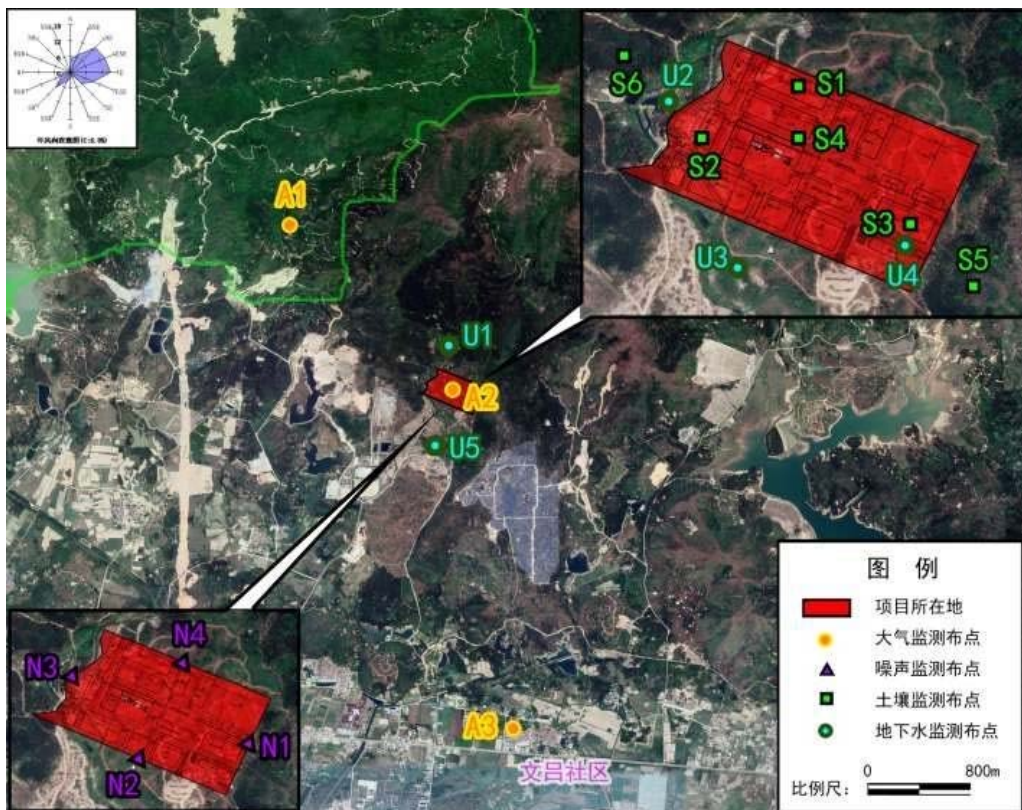 A1
U1
A2
U5
A3
文昌社区
S6
U2
S1
S2
S4
S3
U3
U4
S5
N4
N3
N1
N2
图 例
项目所在地
大气监测布点
噪声监测布点
土壤监测布点
地下水监测布点
比例尺:
0 800m